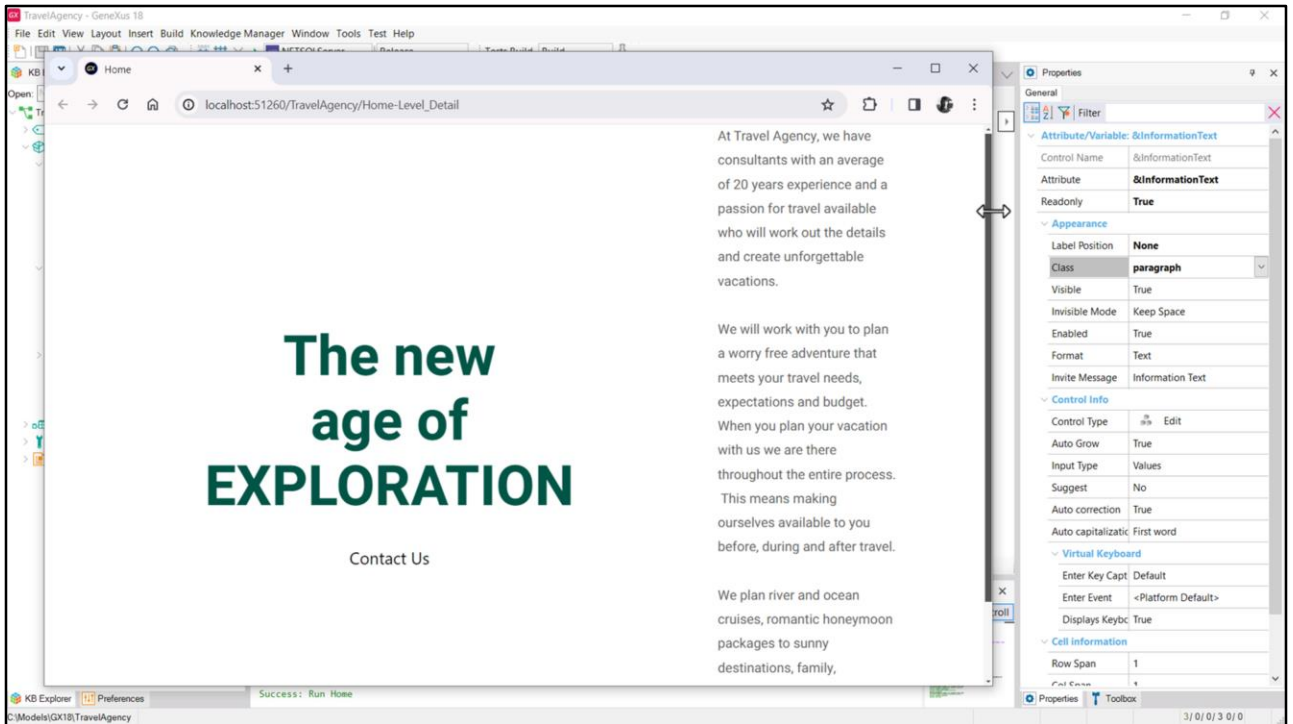 TravelAgency - GeneXus 18
File Edit View Layout Insert Build Knowledge Manager Window Tools Test Help
Home
localhost:51260/TravelAgency/Home-Level_Detail
KB
Open:
The new
age of
EXPLORATION
Contact Us
At Travel Agency, we have
consultants with an average
of 20 years experience and a
passion for travel available
who will work out the details
and create unforgettable
vacations.
We will work with you to plan
a worry free adventure that
meets your travel needs,
expectations and budget.
When you plan your vacation
with us we are there
throughout the entire process.
This means making
ourselves available to you
before, during and after travel.
We plan river and ocean
cruises, romantic honeymoon
packages to sunny
destinations, family,
Properties
General
Filter
Attribute/Variable: &InformationText
Control Name &InformationText
Attribute &InformationText
Readonly True
Appearance
Label Position None
Class paragraph
Visible True
Invisible Mode Keep Space
Enabled True
Format Text
Invite Message Information Text
Control Info
Control Type Edit
Auto Grow True
Input Type Values
Suggest No
Auto correction True
Auto capitalizatic First word
Virtual Keyboard
Enter Key Capt Default
Enter Event <Platform Default>
Displays Keybc True
Cell information
Row Span 1
Properties Toolbox
roll
Success: Run Home
KB Explorer Preferences
C:\Models\GX18\TravelAgency
3/ 0/ 0/ 3 0/ 0